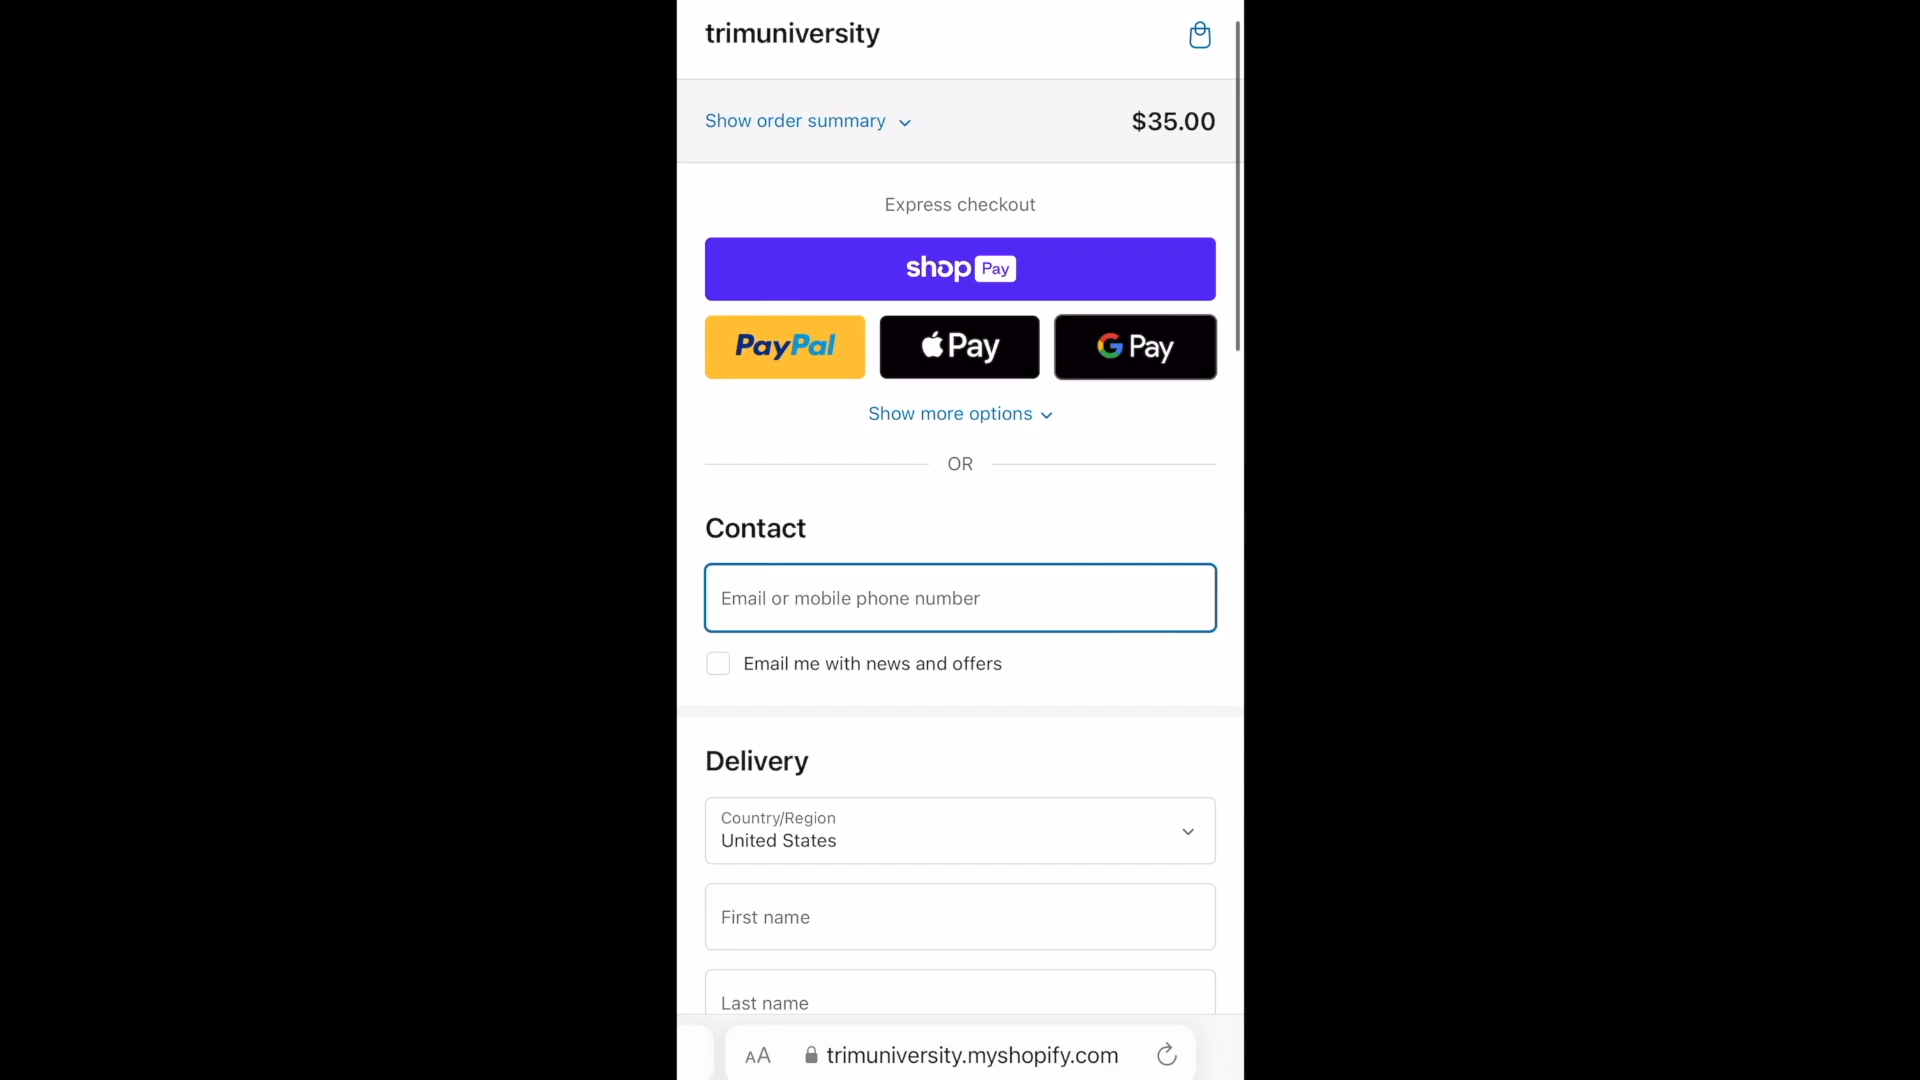 trimuniversity
Show order summary
$35.00
Express checkout
shop Pay
PayPal
Pay
G Pay
Show more options
OR
Contact
Email or mobile phone number
Email me with news and offers
Delivery
Country/Region
United States
First name
Last name
AA trimuniversity.myshopify.com